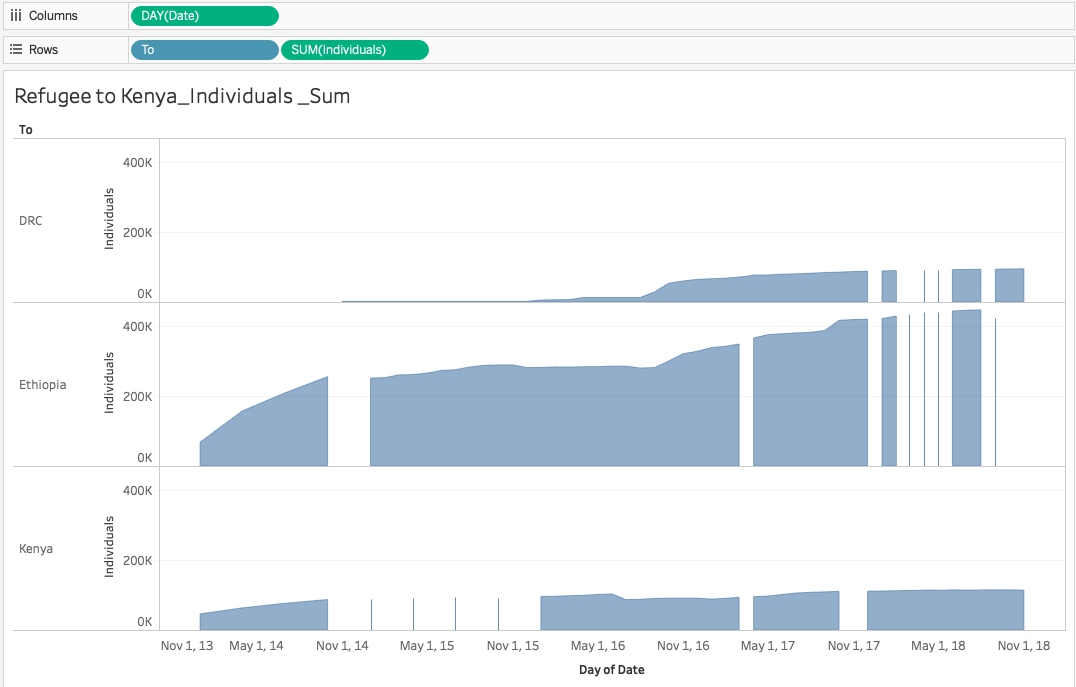 Columns DAY(Date)
Rows To SUM(Individuals)
Refugee to Kenya_Individuals _Sum
To
DRC
Individuals
400K
200K
0K
Ethiopia
Individuals
400K
200K
0K
Kenya
Individuals
400K
200K
0K
Nov 1, 13 May 1, 14 Nov 1, 14 May 1, 15 Nov 1, 15 May 1, 16 Nov 1, 16 May 1, 17 Nov 1, 17 May 1, 18 Nov 1, 18
Day of Date